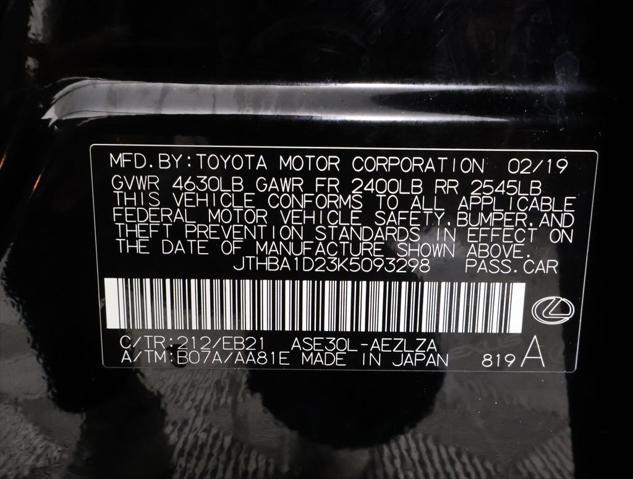 MFD.BY:TOYOTA MOTOR CORPORATION 02/19
GVWR 4630LB GAWR FR 2400LB RR 2545LB
THIS VEHICLE CONFORMS TO ALL APPLICABLE
FEDERAL MOTOR VEHICLE SAFETY,BUMPER,AND
THEFT PREVENTION STANDARDS IN EFFECT ON
THE DATE OF MANUFACTURE SHOWN ABOVE.
JTHBA1D23K5093298 PASS.CAR
C/TR:212/EB21 ASE30L-AEZLZA
A/TM:B07A/AA81E MADE IN JAPAN 819A